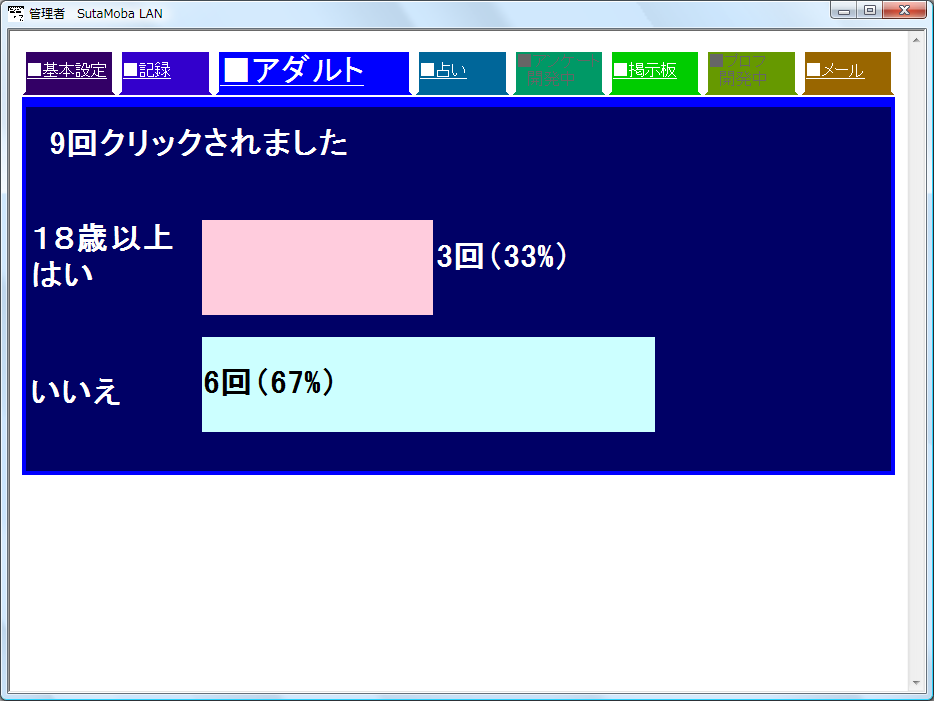 管理者 SutaMoba LAN
■基本設定
■記録
■アダルト
■占い
■掲示板
■プロフ
開発中
■メール
9回クリックされました
１８歳以上
はい
3回(33%)
いいえ
6回(67%)